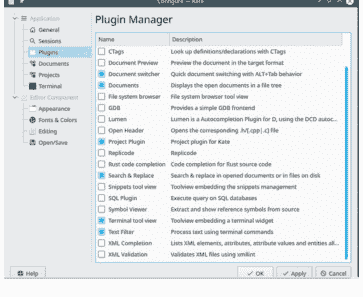 Configure — Kate
Application
General
Sessions
Plugins
Documents
Projects
Terminal
Editor Component
Appearance
Fonts & Colors
Editing
Open/Save
Plugin Manager
Name Description
CTags Look up definitions/declarations with CTags
Document Preview Preview the document in the target format
Document switcher Quick document switching with ALT+Tab behavior
Documents Displays the open documents in a file tree
File system browser File system browser tool view
GDB Provides a simple GDB frontend
Lumen Lumen is a Autocompletion Plugin for D, using the DCD autoc...
Open Header Opens the corresponding .h/[.cpp|.c] file
Project Plugin Project plugin for Kate
Replicode Replicode
Rust code completion Code completion for Rust source code
Search & Replace Search & replace in opened documents or in files on disk
Snippets tool view Toolview embedding the snippets management
SQL Plugin Execute query on SQL databases
Symbol Viewer Extract and show reference symbols from source
Terminal tool view Toolview embedding a terminal widget
Text Filter Process text using terminal commands
XML Completion Lists XML elements, attributes, attribute values and entities all...
XML Validation Validates XML files using xmllint
Help OK Apply Cancel